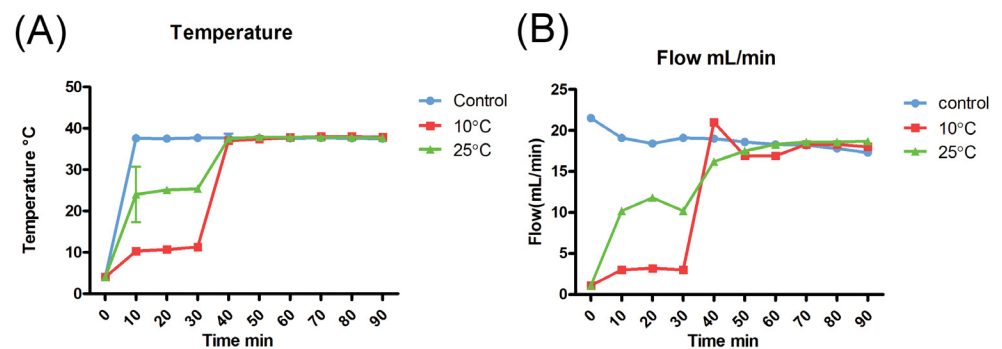 (A)
Temperature
Temperature °C
50
40
30
20
10
0
0 10 20 30 40 50 60 70 80 90
Time min
Control
10°C
25°C
(B)
Flow mL/min
Flow(mL/min)
25
20
15
10
5
0
0 10 20 30 40 50 60 70 80 90
Time min
control
10°C
25°C